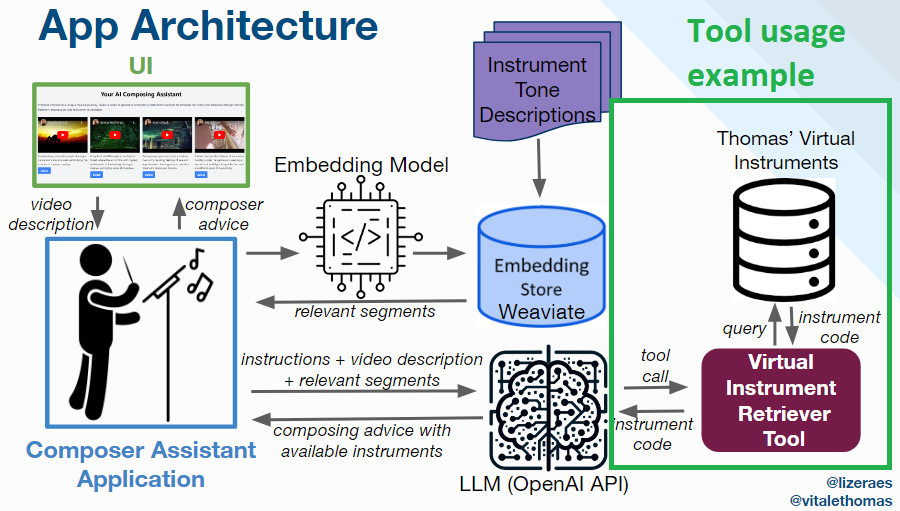 App Architecture
UI
Your AI Composing Assistant
Instrument
Tone
Descriptions
Tool usage
example
Thomas' Virtual
Instruments
video
description
composer
advice
Embedding Model
</>
Embedding
Store
Weaviate
relevant segments
query
instrument
code
instructions + video description
+ relevant segments
tool
call
Virtual
Instrument
Retriever
Tool
composing advice with
available instruments
instrument
code
Composer Assistant
Application
LLM (OpenAI API)
@lizeraes
@vitalethomas